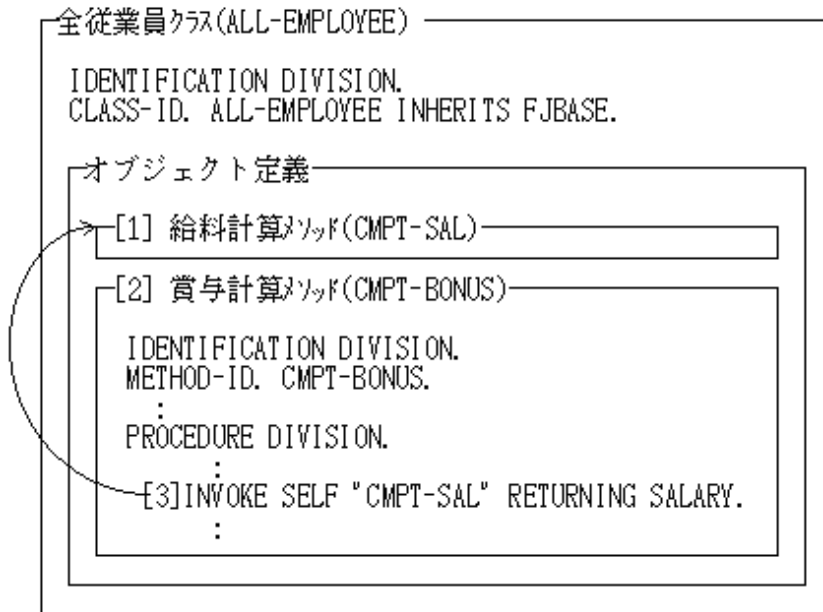 全従業員ｸﾗｽ(ALL-EMPLOYEE)
IDENTIFICATION DIVISION.
CLASS-ID. ALL-EMPLOYEE INHERITS FJBASE.
オブジェクト定義
[1] 給料計算ﾒｿｯﾄﾞ(CMPT-SAL)
[2] 賞与計算ﾒｿｯﾄﾞ(CMPT-BONUS)
IDENTIFICATION DIVISION.
METHOD-ID. CMPT-BONUS.
:
PROCEDURE DIVISION.
:
[3]INVOKE SELF "CMPT-SAL" RETURNING SALARY.
: